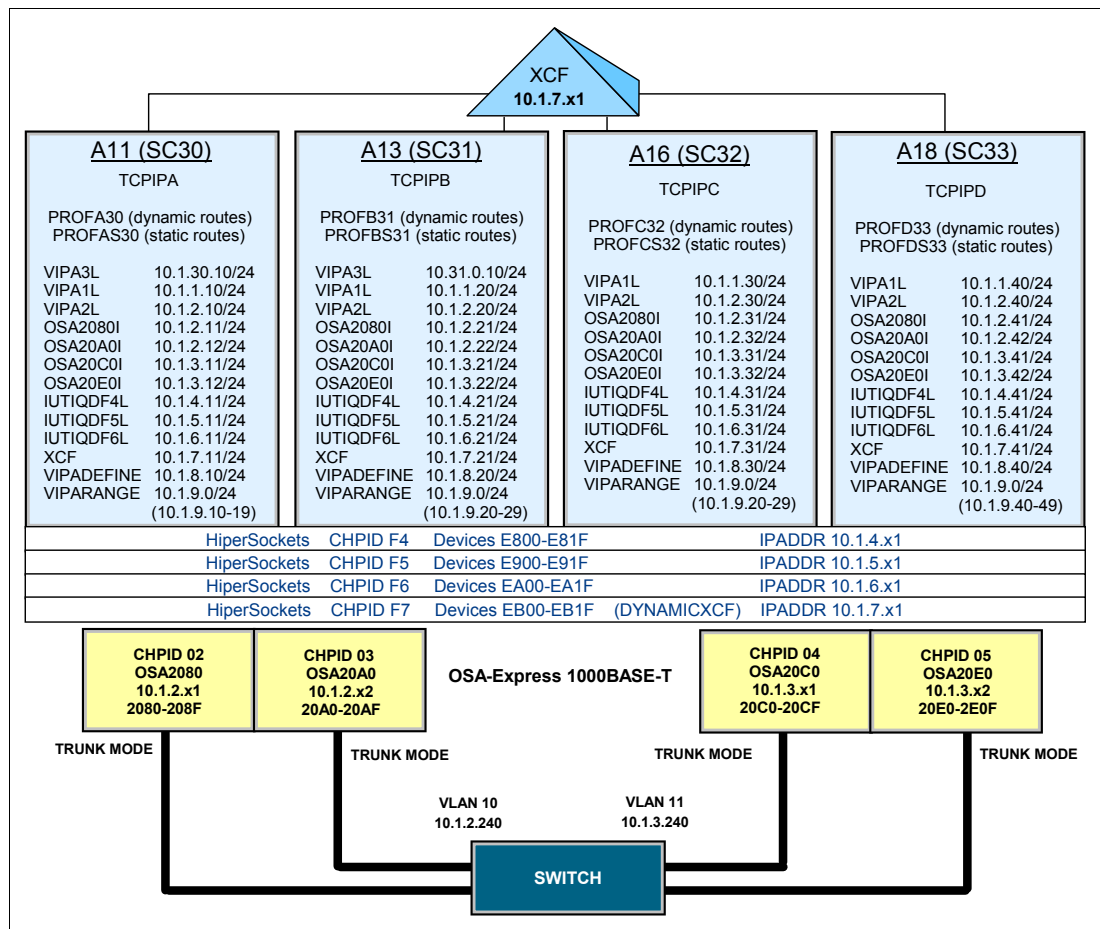 XCF
10.1.7.x1
A11 (SC30)
TCPIPA
PROFA30 (dynamic routes)
PROFAS30 (static routes)
VIPA3L 10.1.30.10/24
VIPA1L 10.1.1.10/24
VIPA2L 10.1.2.10/24
OSA2080I 10.1.2.11/24
OSA20A0I 10.1.2.12/24
OSA20C0I 10.1.3.11/24
OSA20E0I 10.1.3.12/24
IUTIQDF4L 10.1.4.11/24
IUTIQDF5L 10.1.5.11/24
IUTIQDF6L 10.1.6.11/24
XCF 10.1.7.11/24
VIPADEFINE 10.1.8.10/24
VIPARANGE 10.1.9.0/24
(10.1.9.10-19)
A13 (SC31)
TCPIPB
PROFB31 (dynamic routes)
PROFBS31 (static routes)
VIPA3L 10.31.0.10/24
VIPA1L 10.1.1.20/24
VIPA2L 10.1.2.20/24
OSA2080I 10.1.2.21/24
OSA20A0I 10.1.2.22/24
OSA20C0I 10.1.3.21/24
OSA20E0I 10.1.3.22/24
IUTIQDF4L 10.1.4.21/24
IUTIQDF5L 10.1.5.21/24
IUTIQDF6L 10.1.6.21/24
XCF 10.1.7.21/24
VIPADEFINE 10.1.8.20/24
VIPARANGE 10.1.9.0/24
(10.1.9.20-29)
A16 (SC32)
TCPIPC
PROFC32 (dynamic routes)
PROFCS32 (static routes)
VIPA1L 10.1.1.30/24
VIPA2L 10.1.2.30/24
OSA2080I 10.1.2.31/24
OSA20A0I 10.1.2.32/24
OSA20C0I 10.1.3.31/24
OSA20E0I 10.1.3.32/24
IUTIQDF4L 10.1.4.31/24
IUTIQDF5L 10.1.5.31/24
IUTIQDF6L 10.1.6.31/24
XCF 10.1.7.31/24
VIPADEFINE 10.1.8.30/24
VIPARANGE 10.1.9.0/24
(10.1.9.20-29)
A18 (SC33)
TCPIPD
PROFD33 (dynamic routes)
PROFDS33 (static routes)
VIPA1L 10.1.1.40/24
VIPA2L 10.1.2.40/24
OSA2080I 10.1.2.41/24
OSA20A0I 10.1.2.42/24
OSA20C0I 10.1.3.41/24
OSA20E0I 10.1.3.42/24
IUTIQDF4L 10.1.4.41/24
IUTIQDF5L 10.1.5.41/24
IUTIQDF6L 10.1.6.41/24
XCF 10.1.7.41/24
VIPADEFINE 10.1.8.40/24
VIPARANGE 10.1.9.0/24
(10.1.9.40-49)
HiperSockets CHPID F4 Devices E800-E81F IPADDR 10.1.4.x1
HiperSockets CHPID F5 Devices E900-E91F IPADDR 10.1.5.x1
HiperSockets CHPID F6 Devices EA00-EA1F IPADDR 10.1.6.x1
HiperSockets CHPID F7 Devices EB00-EB1F (DYNAMICXCF) IPADDR 10.1.7.x1
CHPID 02
OSA2080
10.1.2.x1
2080-208F
CHPID 03
OSA20A0
10.1.2.x2
20A0-20AF
OSA-Express 1000BASE-T
CHPID 04
OSA20C0
10.1.3.x1
20C0-20CF
CHPID 05
OSA20E0
10.1.3.x2
20E0-2E0F
TRUNK MODE
TRUNK MODE
TRUNK MODE
TRUNK MODE
VLAN 10
10.1.2.240
VLAN 11
10.1.3.240
SWITCH